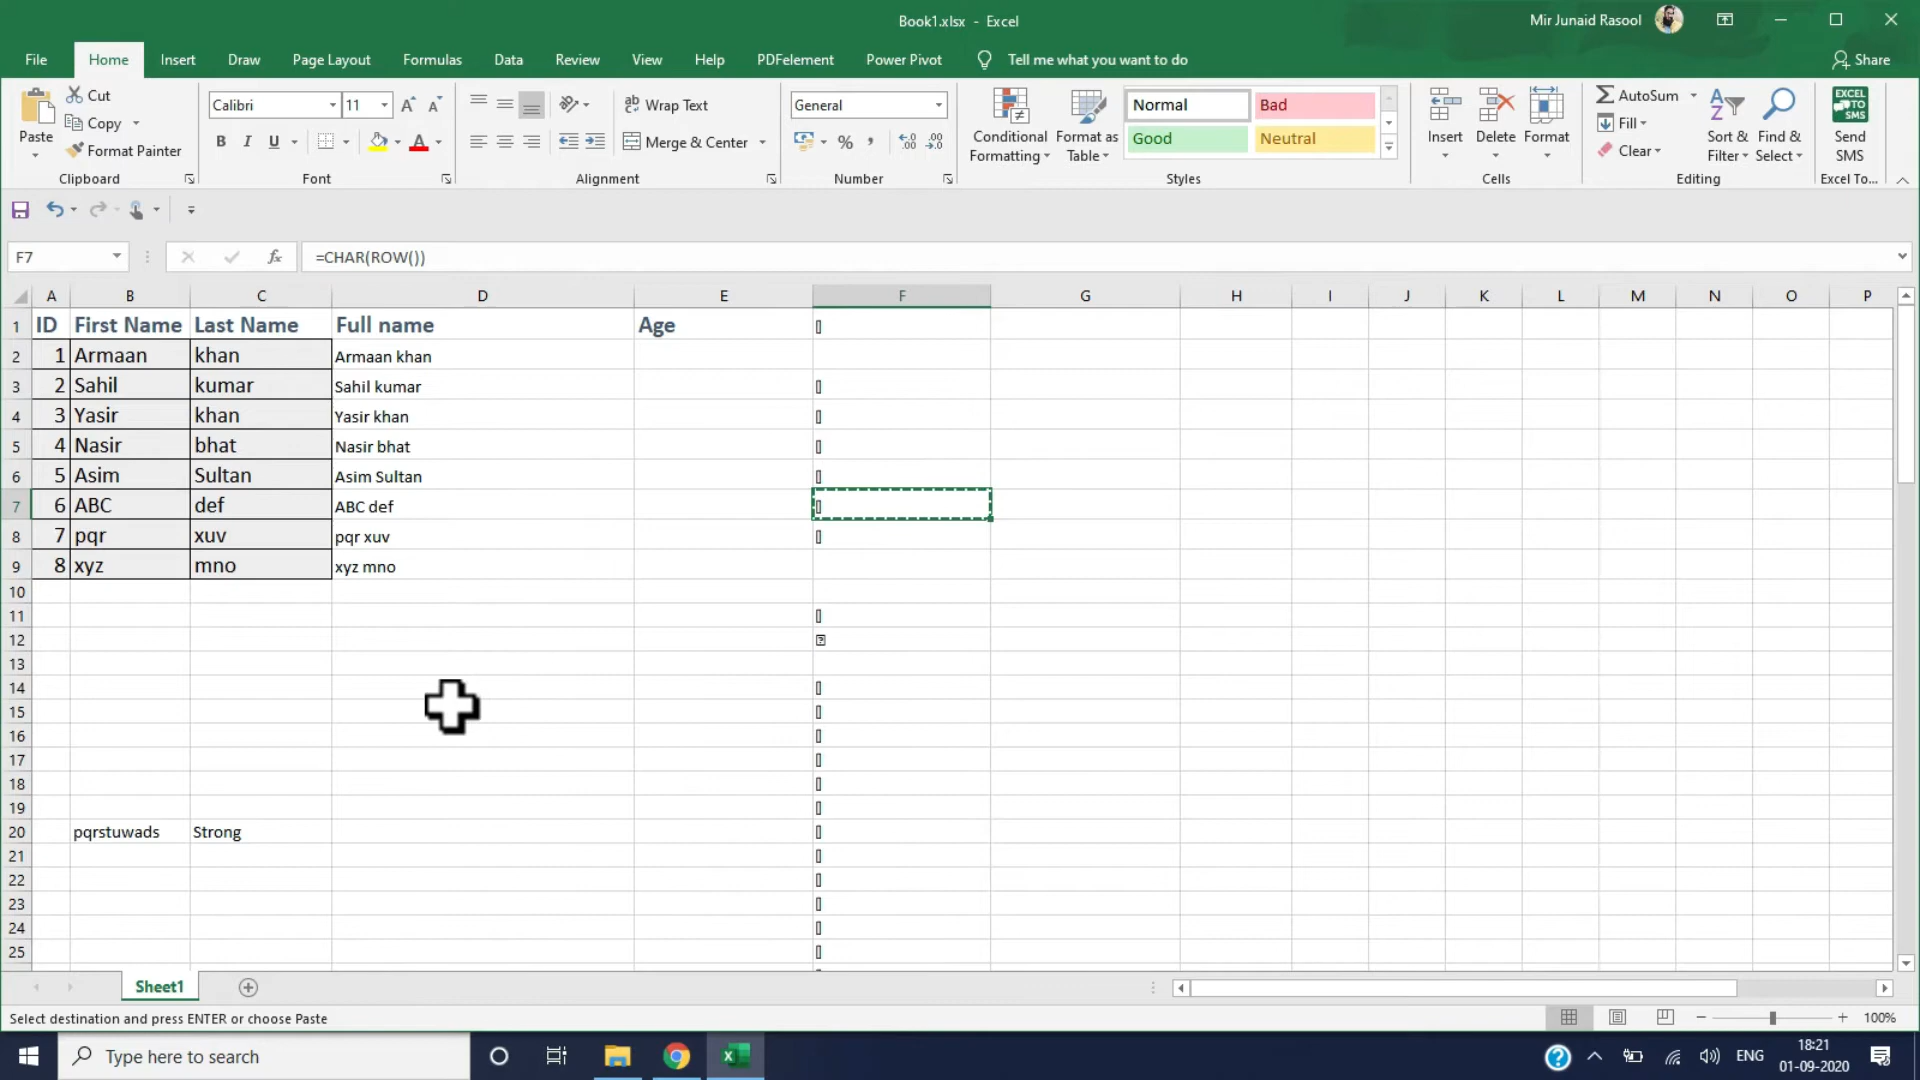 Book1.xlsx - Excel
Mir Junaid Rasool
File Home Insert Draw Page Layout Formulas Data Review View Help PDFelement Power Pivot Tell me what you want to do Share
Paste
Cut
Copy
Format Painter
Clipboard
Calibri 11
B I U
Font
Wrap Text
Merge & Center
Alignment
General
Number
Conditional Formatting
Format as Table
Normal Bad
Good Neutral
Styles
Insert Delete Format
Cells
AutoSum
Fill
Clear
Sort & Filter
Find & Select
Editing
EXCEL TO SMS
Send SMS
Excel To...
F7 fx =CHAR(ROW())
A B C D E F G H I J K L M N O P
1 ID First Name Last Name Full name Age
2 1 Armaan khan Armaan khan
3 2 Sahil kumar Sahil kumar
4 3 Yasir khan Yasir khan
5 4 Nasir bhat Nasir bhat
6 5 Asim Sultan Asim Sultan
7 6 ABC def ABC def
8 7 pqr xuv pqr xuv
9 8 xyz mno xyz mno
10
11
12
13
14
15
16
17
18
19
20 pqrstuwads Strong
21
22
23
24
25
Sheet1
Select destination and press ENTER or choose Paste
100%
Type here to search
ENG
18:21
01-09-2020